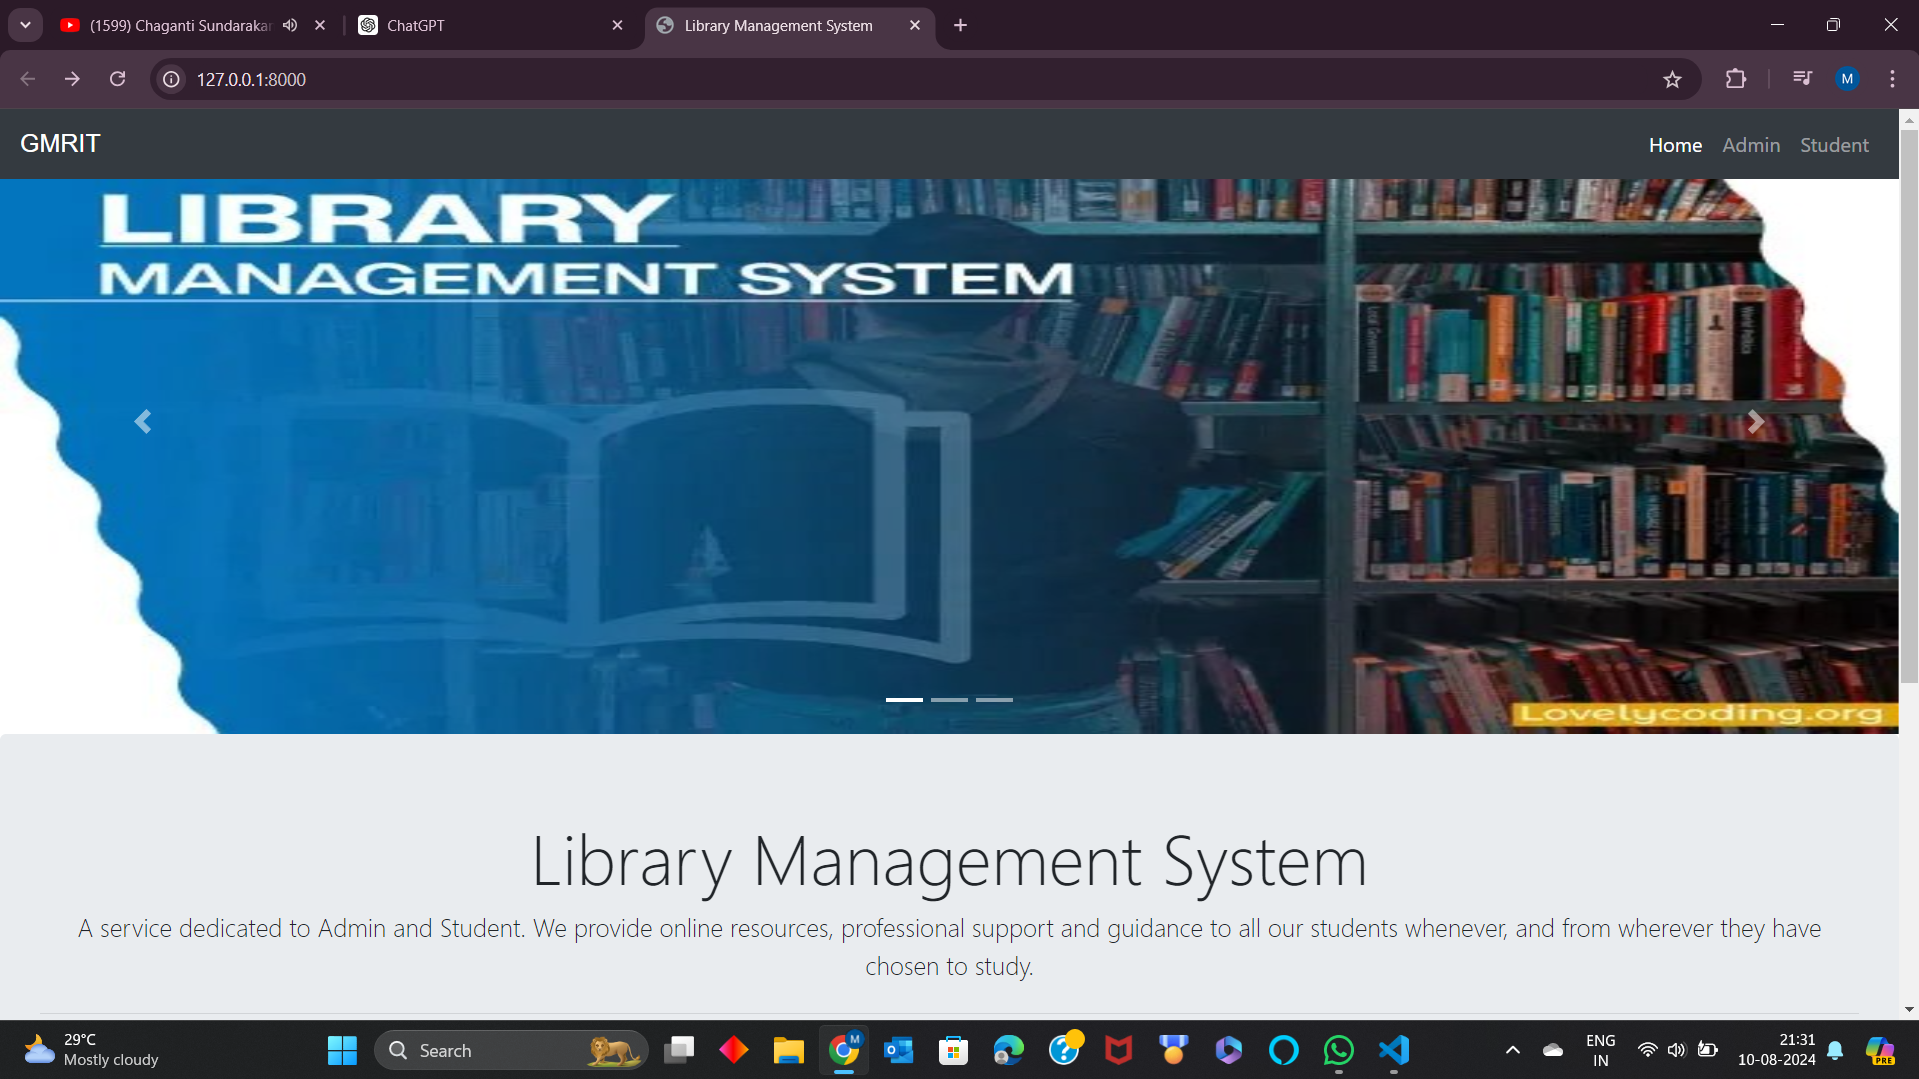 (1599) Chaganti Sundarakar
ChatGPT
Library Management System
127.0.0.1:8000
M
GMRIT
Home Admin Student
LIBRARY
MANAGEMENT SYSTEM
Lovelycoding.org
Library Management System
A service dedicated to Admin and Student. We provide online resources, professional support and guidance to all our students whenever, and from wherever they have
chosen to study.
29°C
Mostly cloudy
Search
M
ENG
IN
21:31
10-08-2024
PRE